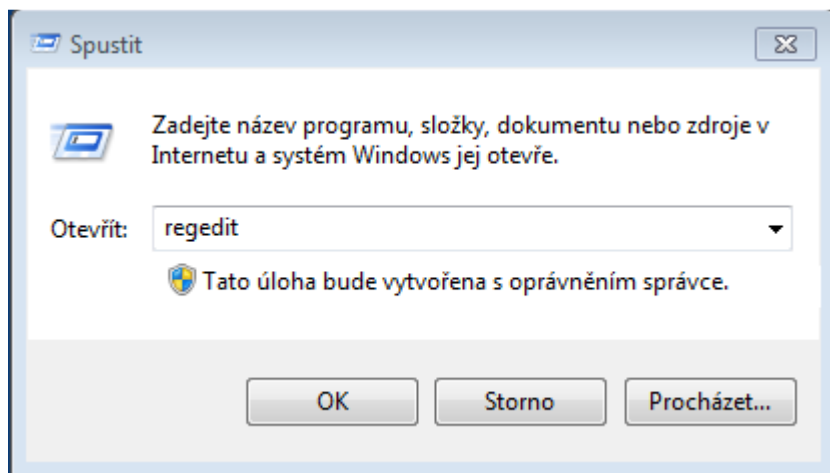 Spustit
Zadejte název programu, složky, dokumentu nebo zdroje v
Internetu a systém Windows jej otevře.
Otevřít:
regedit
Tato úloha bude vytvořena s oprávněním správce.
OK
Storno
Procházet...